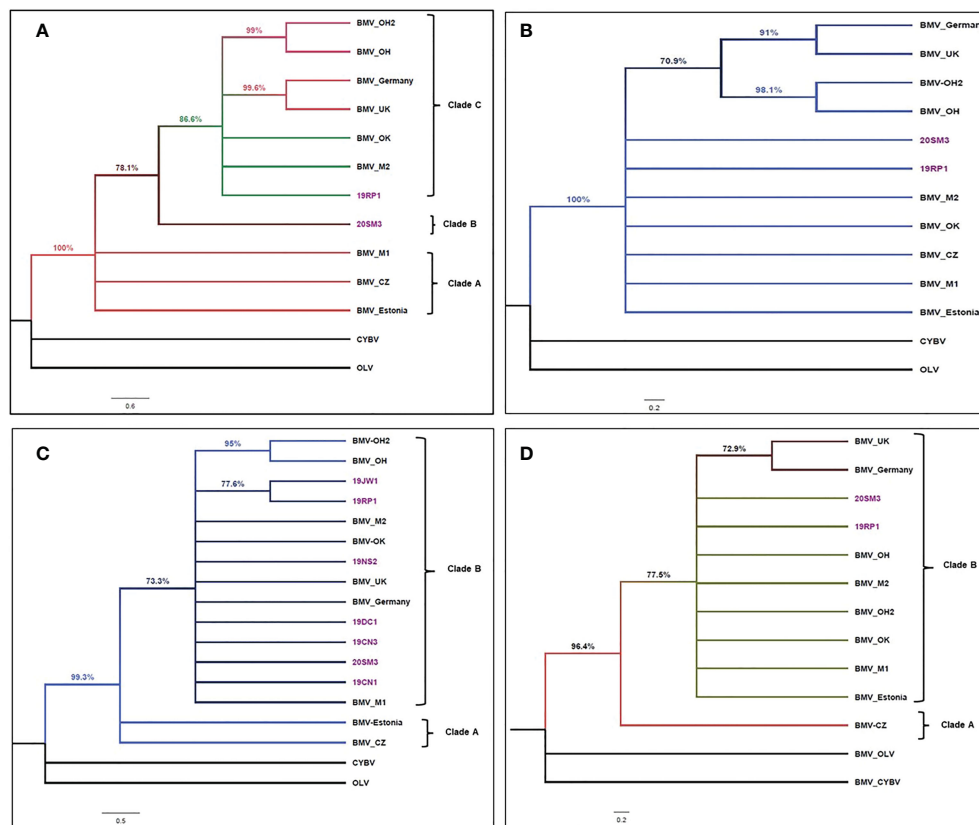 A
BMV_OH2
99%
BMV_OH
BMV_Germany
99.6%
Clade C
BMV_UK
86.6%
BMV_OK
BMV_M2
78.1%
19RP1
20SM3
Clade B
100%
BMV_M1
BMV_CZ
Clade A
BMV_Estonia
CYBV
OLV
0.6
B
BMV_German
91%
BMV_UK
70.9%
BMV-OH2
98.1%
BMV_OH
20SM3
19RP1
100%
BMV_M2
BMV_OK
BMV_CZ
BMV_M1
BMV_Estonia
CYBV
OLV
0.2
C
BMV-OH2
95%
BMV_OH
19JW1
77.6%
19RP1
BMV_M2
BMV-OK
19NS2
Clade B
73.3%
BMV_UK
BMV_Germany
19DC1
19CN3
20SM3
99.3%
19CN1
BMV_M1
BMV-Estonia
Clade A
BMV_CZ
CYBV
OLV
0.5
D
BMV_UK
72.9%
BMV_Germany
20SM3
19RP1
BMV_OH
Clade B
77.5%
BMV_M2
BMV_OH2
96.4%
BMV_OK
BMV_M1
BMV_Estonia
BMV-CZ
Clade A
BMV_OLV
BMV_CYBV
0.2